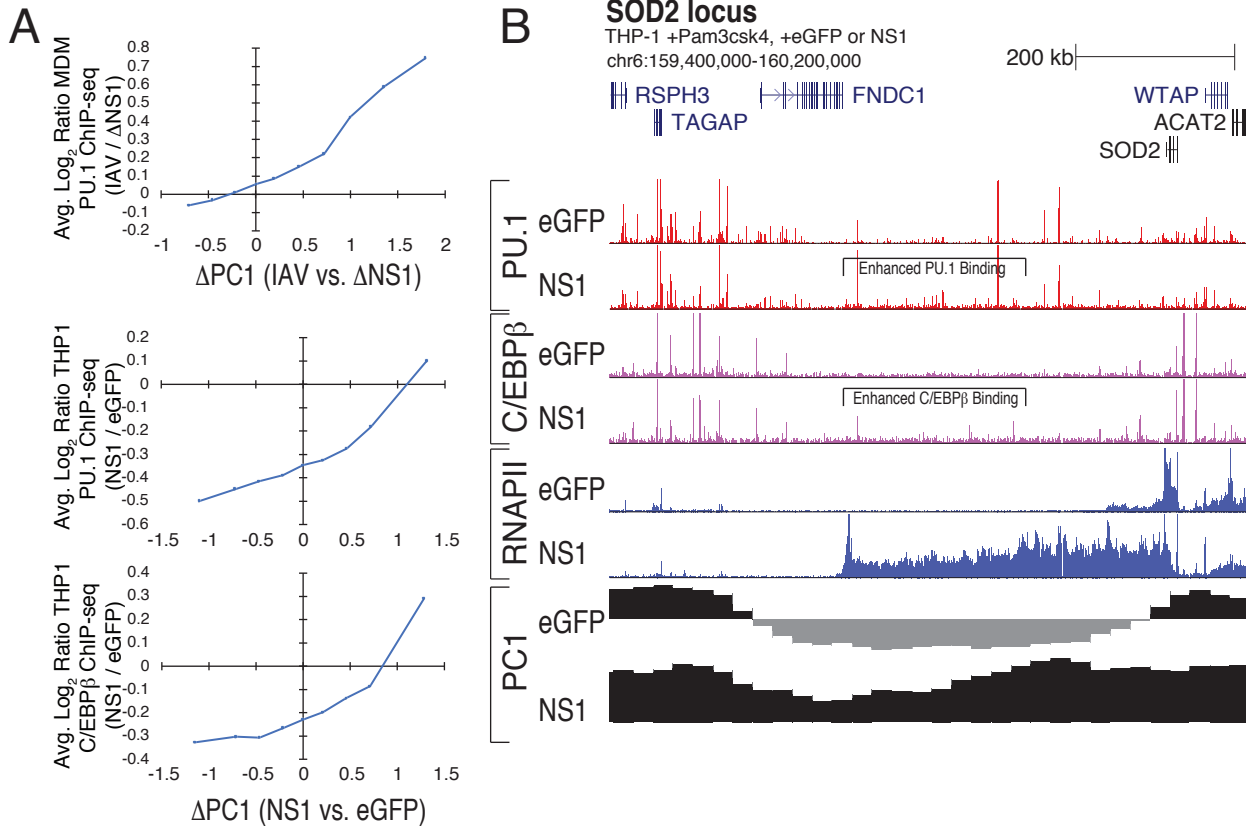 A
Avg. Log2 Ratio MDM
PU.1 ChIP-seq
(IAV / ΔNS1)
0.8
0.7
0.6
0.5
0.4
0.3
0.2
0.1
0
-0.1
-0.2
-1
-0.5
0
0.5
1
1.5
2
ΔPC1 (IAV vs. ΔNS1)
Avg. Log2 Ratio THP1
PU.1 ChIP-seq
(NS1 / eGFP)
0.2
0.1
0
-0.1
-0.2
-0.3
-0.4
-0.5
-0.6
-1.5
-1
-0.5
0
0.5
1
1.5
Avg. Log2 Ratio THP1
C/EBPβ ChIP-seq
(NS1 / eGFP)
0.4
0.3
0.2
0.1
0
-0.1
-0.2
-0.3
-0.4
-1.5
-1
-0.5
0
0.5
1
1.5
ΔPC1 (NS1 vs. eGFP)
B
SOD2 locus
THP-1 +Pam3csk4, +eGFP or NS1
chr6:159,400,000-160,200,000
200 kb
RSPH3
FNDC1
WTAP
TAGAP
ACAT2
SOD2
PU.1
eGFP
Enhanced PU.1 Binding
NS1
C/EBPβ
eGFP
Enhanced C/EBPβ Binding
NS1
RNAPII
eGFP
NS1
PC1
eGFP
NS1